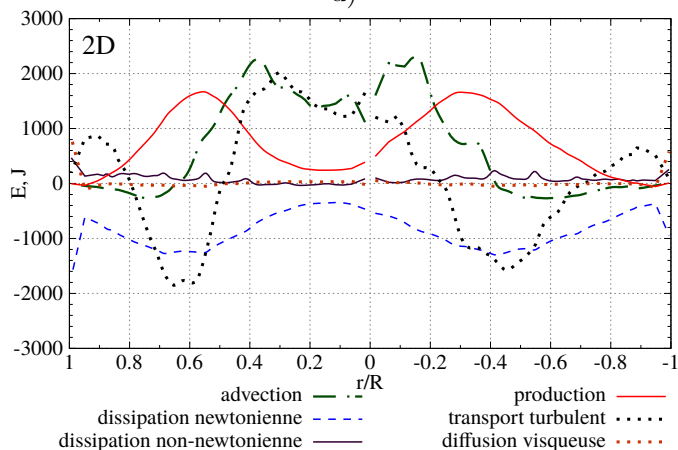 3000
2D
2000
1000
E, J
0
-1000
-2000
-3000
1 0.8 0.6 0.4 0.2 0 -0.2 -0.4 -0.6 -0.8 -1
r/R
advection production
dissipation newtonienne transport turbulent
dissipation non-newtonienne diffusion visqueuse